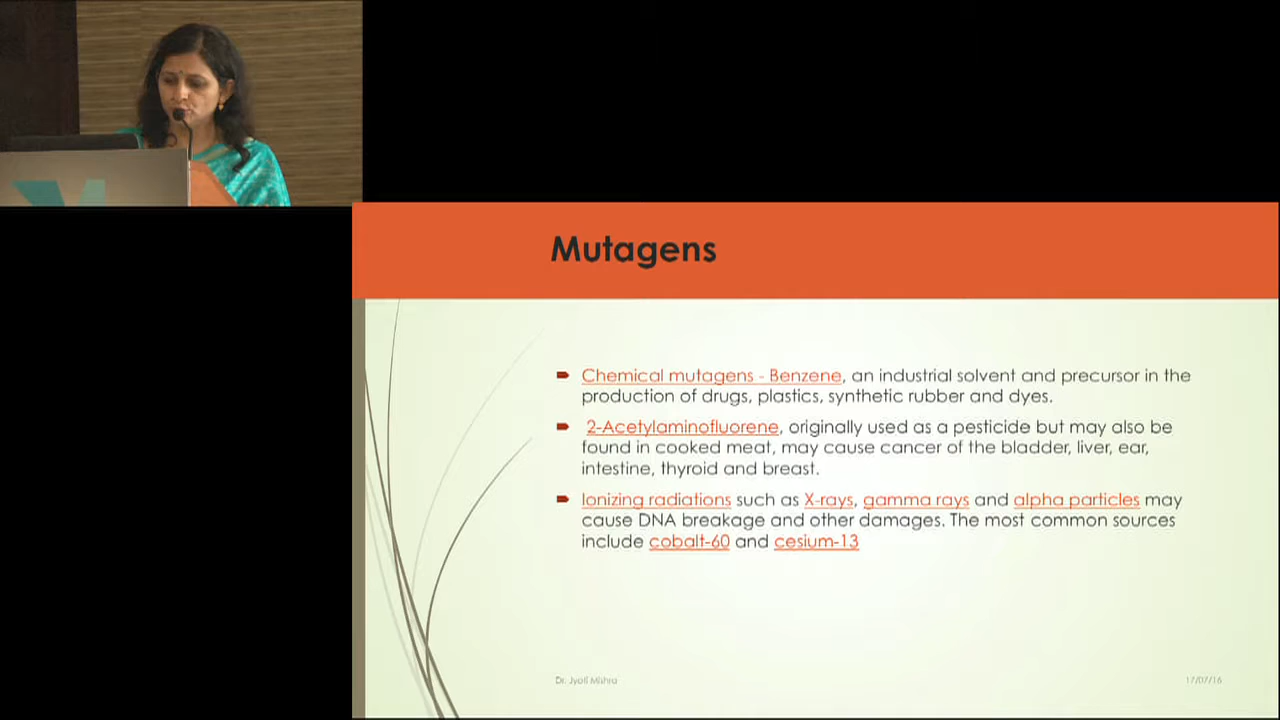 Mutagens
Chemical mutagens - Benzene, an industrial solvent and precursor in the
production of drugs, plastics, synthetic rubber and dyes.
2-Acetylaminofluorene, originally used as a pesticide but may also be
found in cooked meat, may cause cancer of the bladder, liver, ear,
intestine, thyroid and breast.
Ionizing radiations such as X-rays, gamma rays and alpha particles may
cause DNA breakage and other damages. The most common sources
include cobalt-60 and cesium-13
Dr. Jyoti Mishra
17/07/16